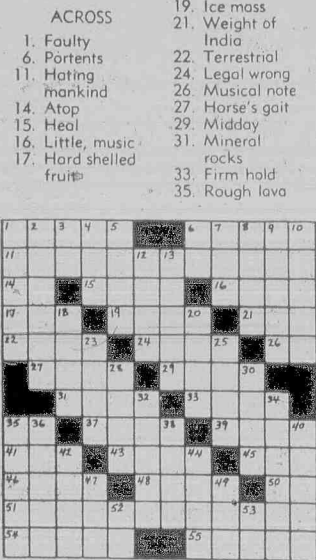 ACROSS
1. Faulty
6. Portents
11. Hating
mankind
14. Atop
15. Heal
16. Little, music
17. Hard shelled
fruit
19. Ice mass
21. Weight of
India
22. Terrestrial
24. Legal wrong
26. Musical note
27. Horse's gait
29. Midday
31. Mineral
rocks
33. Firm hold
35. Rough lava
1 2 3 4 5 6 7 8 9 10
11 12 13
14 15 16
17 18 19 20 21
22 23 24 25 26
27 28 29 30
31 32 33 34
35 36 37 38 39 40
41 42 43 44 45
46 47 48 49 50
51 52 53
54 55